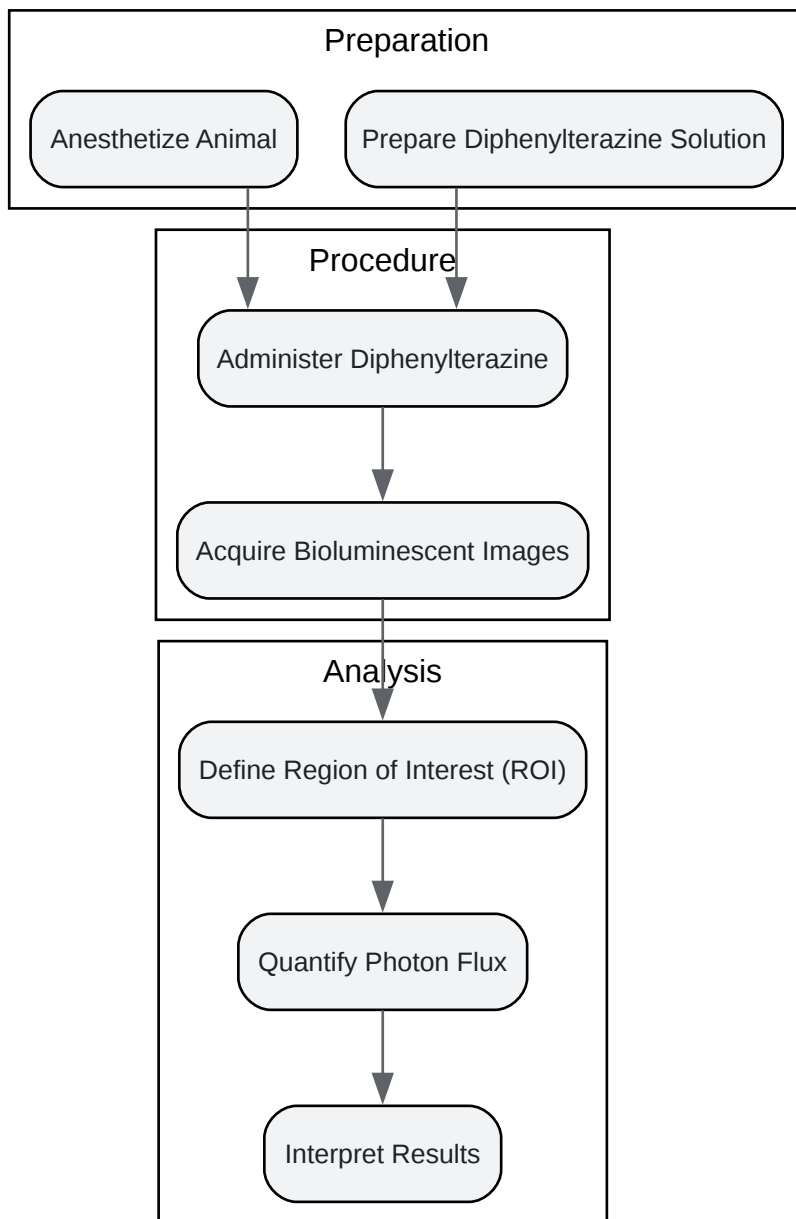 Preparation
Anesthetize Animal
Prepare Diphenylterazine Solution
Procedure
Administer Diphenylterazine
Acquire Bioluminescent Images
Analysis
Define Region of Interest (ROI)
Quantify Photon Flux
Interpret Results